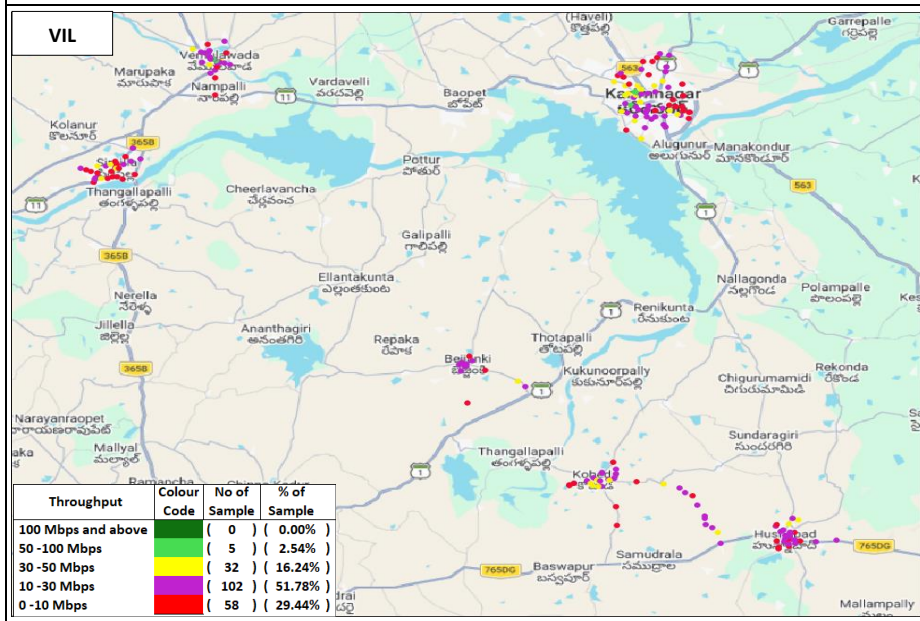 VIL
(Haveli)
కొత్తపల్లి
Garrepalle
గర్రెపల్లె
563
1
1
Marupaka
మారుపాక
Nampalli
నాంపల్లి
Vardavelli
వరదవెల్లి
11
Baopet
Kolanur
కొలనూర్
365B
Alugunur
అలుగునుర్
Manakondur
మానకొండూర్
Pottur
పోతుర్
Thangallapalli
తంగళ్ళపల్లి
Cheerlavancha
చీర్లవంచ
563
11
1
Galipalli
గాలిపల్లి
365B
Ellantakunta
ఎల్లంతకుంట
Nallagonda
నల్లగొండ
Polampalle
పొలంపల్లె
Nerella
నేరెళ్ళ
Renikunta
రేనికుంట
1
Jillella
జిల్లెల్ల
Ananthagiri
అనంతగిరి
Repaka
రేపాక
Thotapalli
తోటపల్లి
365B
Kukunoorpally
కుకునూర్‌పల్లి
Rekonda
రేకొండ
Chigurumamidi
చిగురుమామిడి
1
Narayanraopet
Mallyal
మల్యాల్
Sundaragiri
సుందరగిరి
Thangallapalli
తంగళ్ళపల్లి
1
Ramancha
Samudrala
సముద్రాల
765DG
Baswapur
బస్వపూర్
765DG
Mallampally
Throughput Colour Code No of Sample % of Sample
100 Mbps and above ( 0 ) ( 0.00% )
50 -100 Mbps ( 5 ) ( 2.54% )
30 -50 Mbps ( 32 ) ( 16.24% )
10 -30 Mbps ( 102 ) ( 51.78% )
0 -10 Mbps ( 58 ) ( 29.44% )